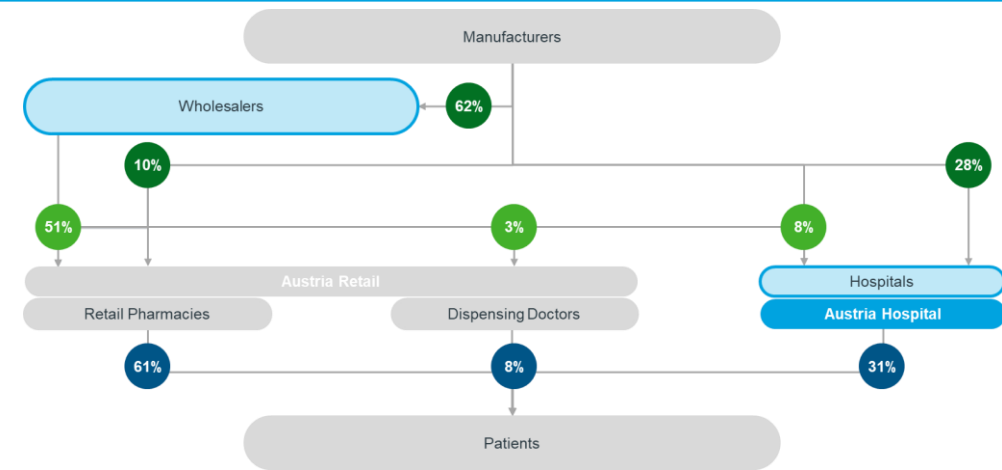 Manufacturers
Wholesalers
62%
10%
28%
51%
3%
8%
Austria Retail
Hospitals
Retail Pharmacies
Dispensing Doctors
Austria Hospital
61%
8%
31%
Patients